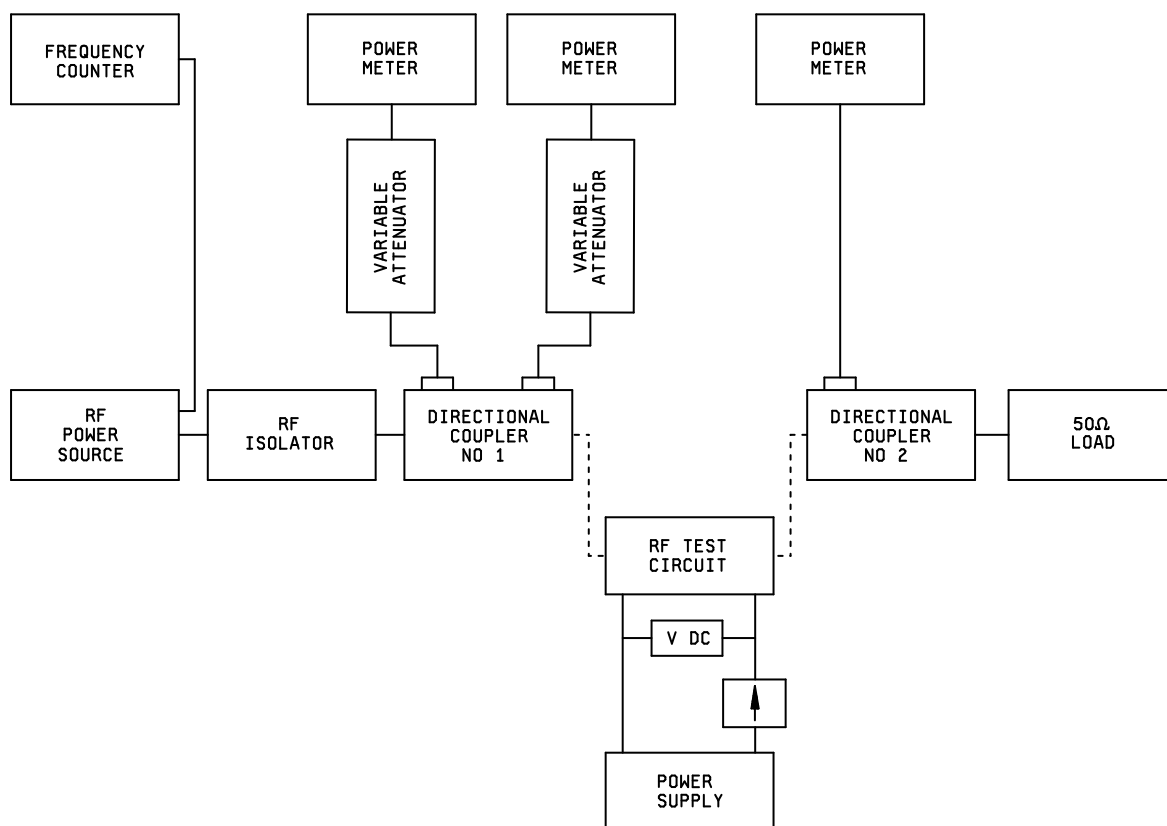 FREQUENCY
COUNTER
POWER
METER
POWER
METER
POWER
METER
VARIABLE
ATTENUATOR
VARIABLE
ATTENUATOR
RF
POWER
SOURCE
RF
ISOLATOR
DIRECTIONAL
COUPLER
NO 1
DIRECTIONAL
COUPLER
NO 2
50Ω
LOAD
RF TEST
CIRCUIT
V DC
POWER
SUPPLY